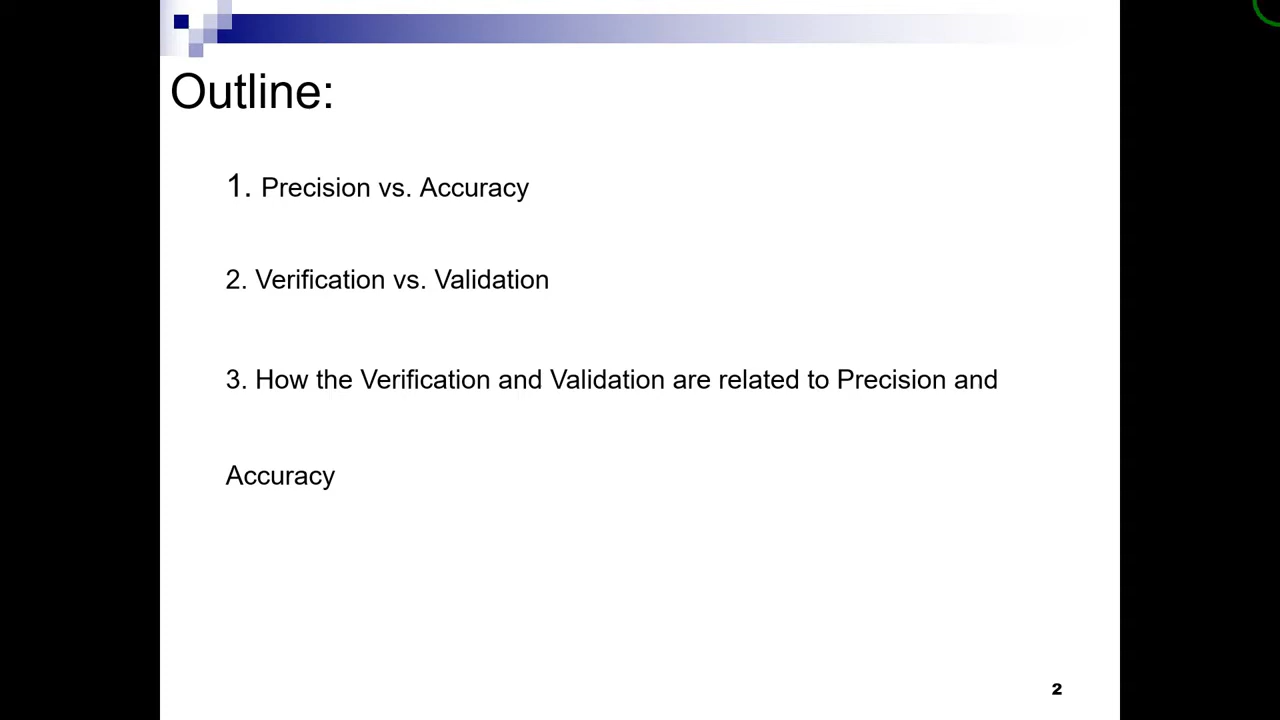 Outline:
1. Precision vs. Accuracy
2. Verification vs. Validation
3. How the Verification and Validation are related to Precision and
Accuracy
2